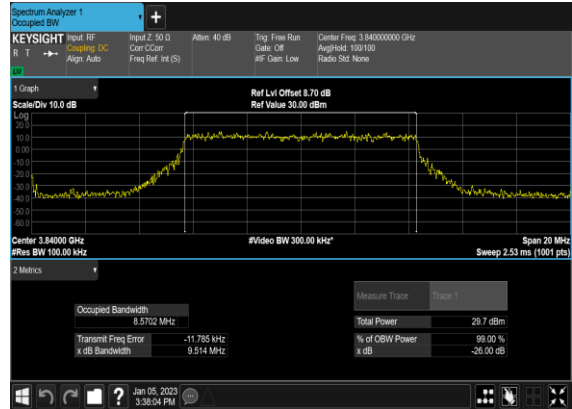 Spectrum Analyzer 1
Occupied BW
KEYSIGHT
R T
Input: RF
Coupling: DC
Align: Auto
Input Z: 50 Ω
Corr CCorr
Freq Ref: Int (S)
Atten: 40 dB
Trig: Free Run
Gate: Off
#IF Gain: Low
Center Freq: 3.840000000 GHz
Avg|Hold: 100/100
Radio Std: None
1 Graph
Scale/Div 10.0 dB
Ref Lvl Offset 8.70 dB
Ref Value 30.00 dBm
Log
20.0
10.0
0.00
-10.0
-20.0
-30.0
-40.0
-50.0
-60.0
Center 3.84000 GHz
#Res BW 100.00 kHz
#Video BW 300.00 kHz*
Span 20 MHz
Sweep 2.53 ms (1001 pts)
2 Metrics
Measure Trace Trace 1
Occupied Bandwidth
8.5702 MHz
Total Power 29.7 dBm
Transmit Freq Error -11.785 kHz
% of OBW Power 99.00 %
x dB Bandwidth 9.514 MHz
x dB -26.00 dB
?
Jan 05, 2023
3:38:04 PM